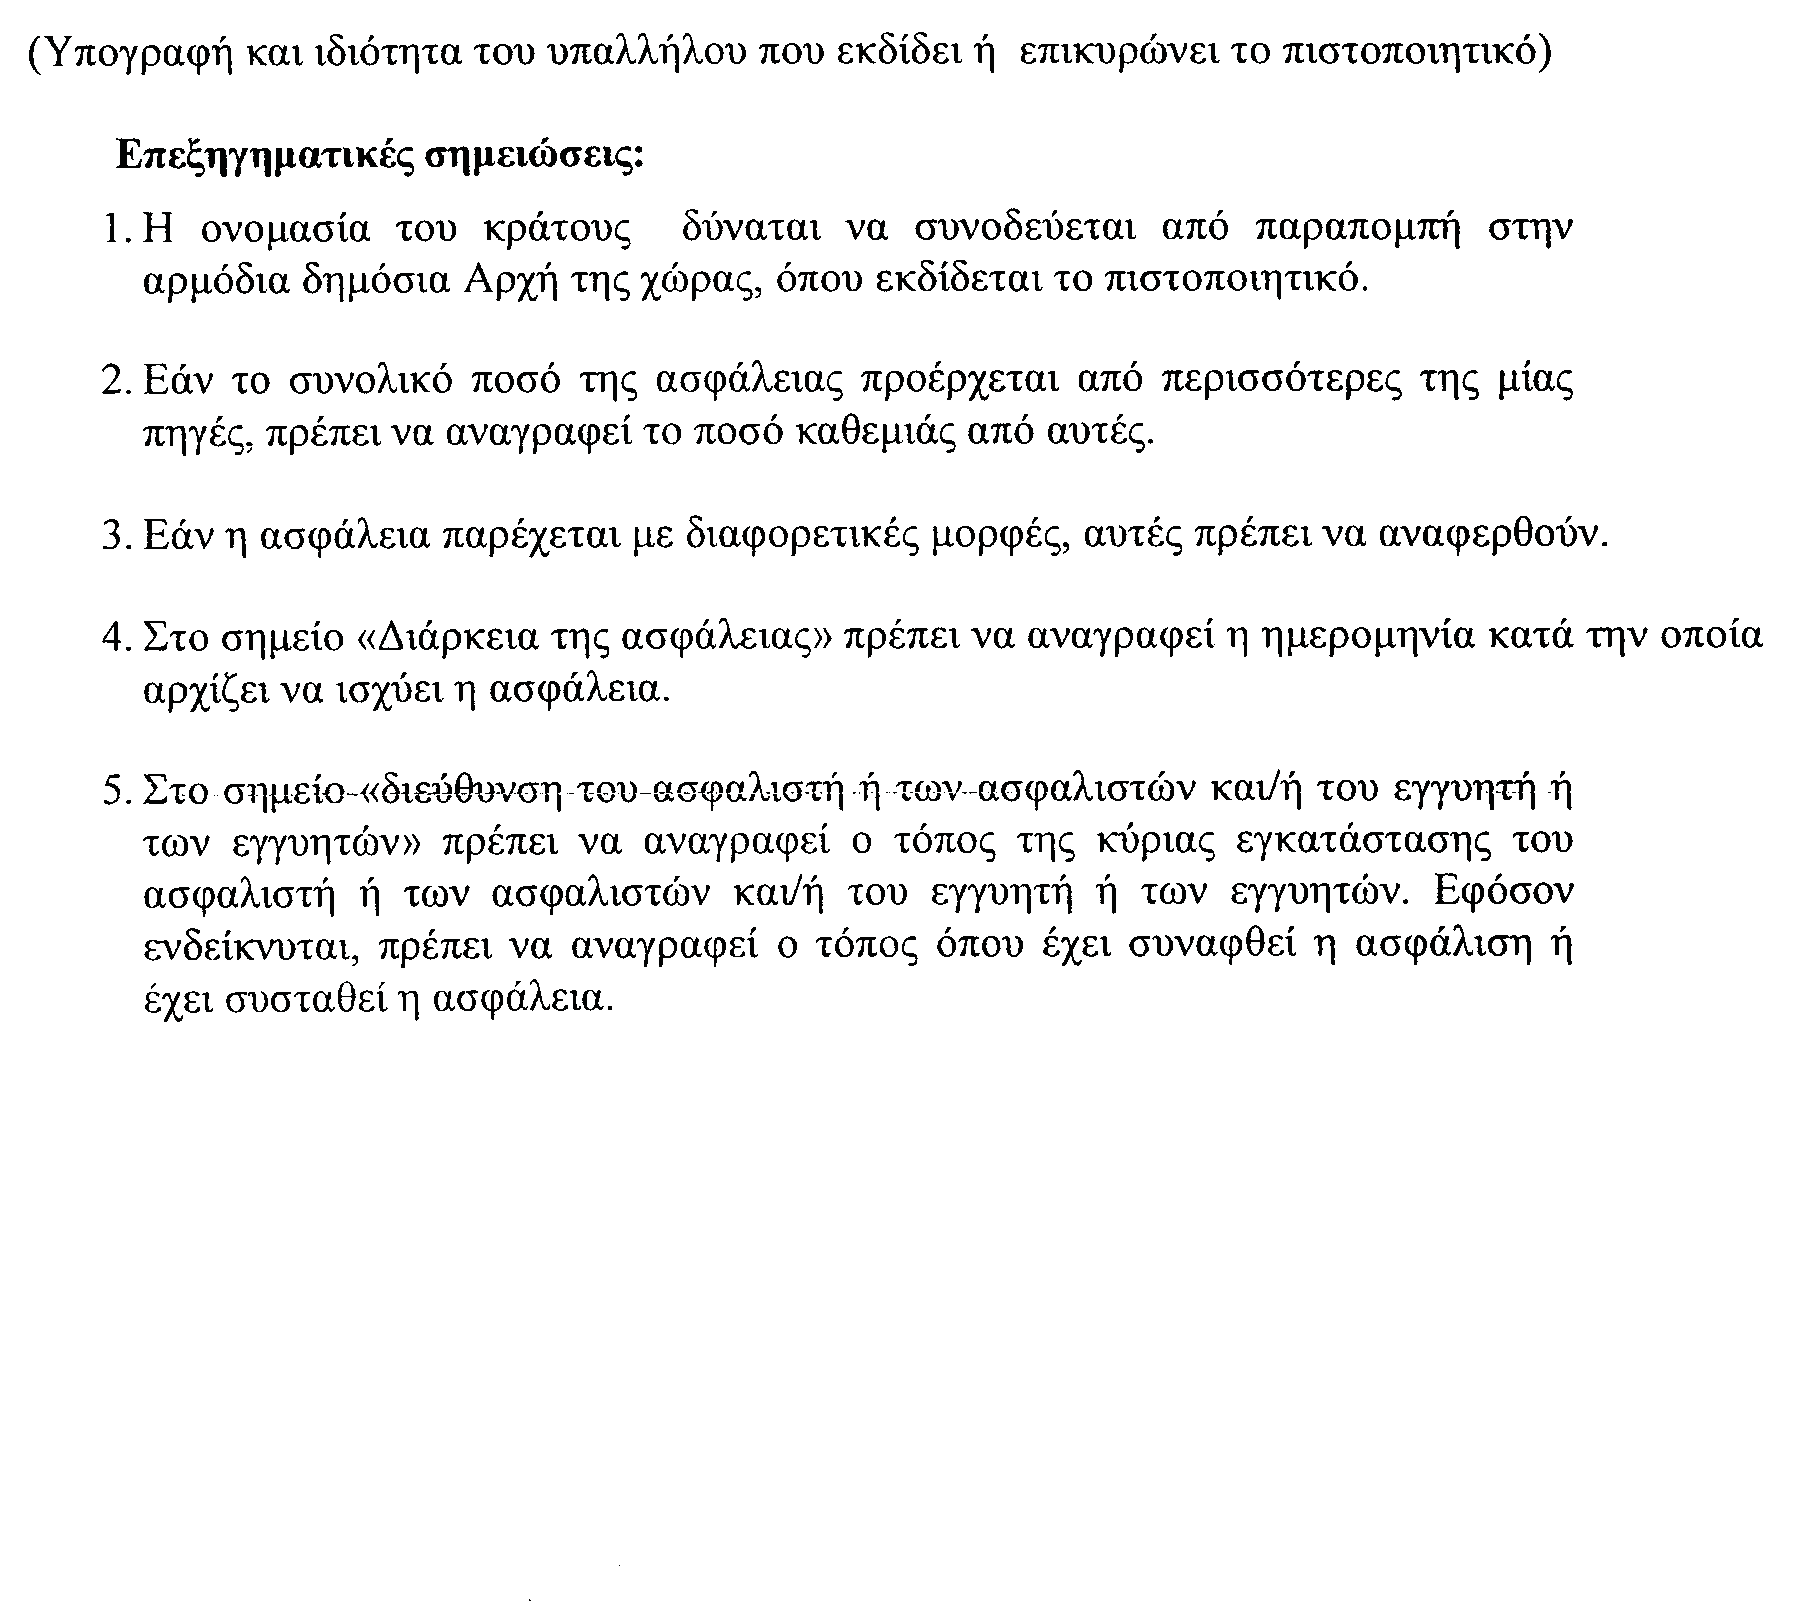 (Υπογραφή και ιδιότητα του υπαλλήλου που εκδίδει ή επικυρώνει το πιστοποιητικό)
Επεξηγηματικές σημειώσεις:
1. Η ονομασία του κράτους δύναται να συνοδεύεται από παραπομπή στην
αρμόδια δημόσια Αρχή της χώρας, όπου εκδίδεται το πιστοποιητικό.
2. Εάν το συνολικό ποσό της ασφάλειας προέρχεται από περισσότερες της μίας
πηγές, πρέπει να αναγραφεί το ποσό καθεμιάς από αυτές.
3. Εάν η ασφάλεια παρέχεται με διαφορετικές μορφές, αυτές πρέπει να αναφερθούν.
4. Στο σημείο «Διάρκεια της ασφάλειας» πρέπει να αναγραφεί η ημερομηνία κατά την οποία
αρχίζει να ισχύει η ασφάλεια.
5. Στο σημείο «διεύθυνση του ασφαλιστή ή των ασφαλιστών και/ή του εγγυητή ή
των εγγυητών» πρέπει να αναγραφεί ο τόπος της κύριας εγκατάστασης του
ασφαλιστή ή των ασφαλιστών και/ή του εγγυητή ή των εγγυητών. Εφόσον
ενδείκνυται, πρέπει να αναγραφεί ο τόπος όπου έχει συναφθεί η ασφάλιση ή
έχει συσταθεί η ασφάλεια.